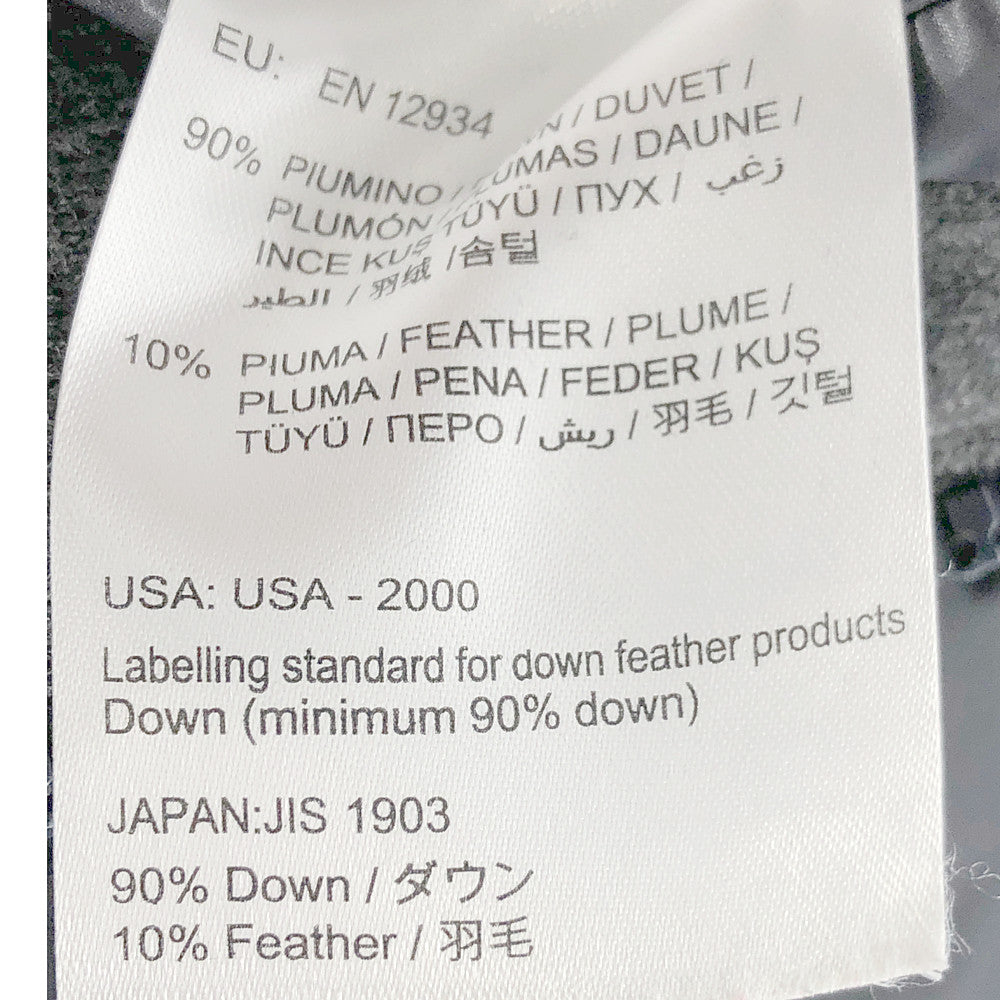 EU: EN 12934
90% PIUMINO / / DUVET /
PLUMÓN / DAUNE /
INCE KUŞ TÜYÜ / ПУХ / زغب
الطير / 羽绒 / 솜털
10% PIUMA / FEATHER / PLUME /
PLUMA / PENA / FEDER / KUŞ
TÜYÜ / ПЕРО / ريش / 羽毛 / 깃털
USA: USA - 2000
Labelling standard for down feather products
Down (minimum 90% down)
JAPAN:JIS 1903
90% Down / ダウン
10% Feather / 羽毛